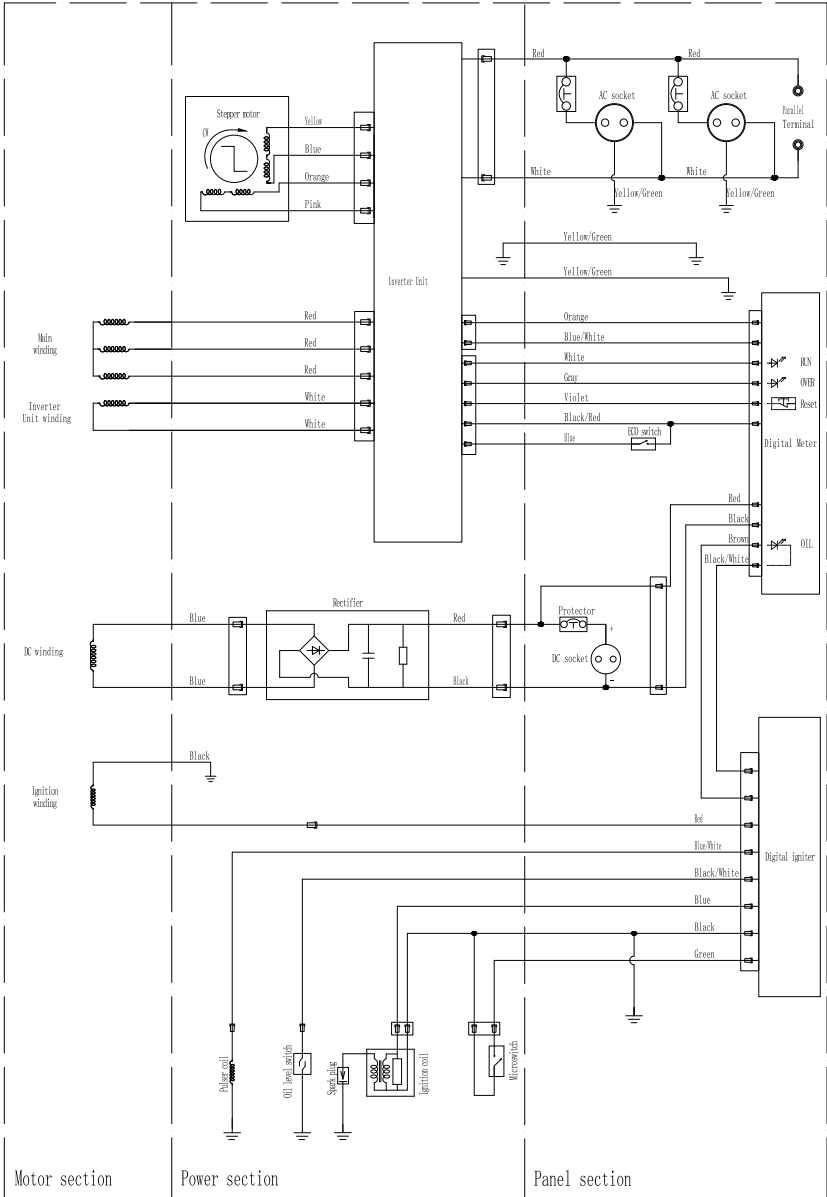 Red
Red
AC socket
AC socket
Parallel
Terminal
Stepper motor
CW
Yellow
Blue
Orange
Pink
White
White
Yellow/Green
Yellow/Green
Yellow/Green
Yellow/Green
Inverter Unit
Main
winding
Red
Red
Red
Inverter
Unit winding
White
White
Orange
Blue/White
White
Gray
Violet
Black/Red
Blue
ECO switch
RUN
OVER
Reset
Digital Meter
Red
Black
Brown
Black/White
OIL
Rectifier
Protector
DC winding
Blue
Blue
Red
Black
DC socket
+
-
Ignition
winding
Black
Red
Blue/White
Black/White
Blue
Black
Green
Digital igniter
Pulser coil
Oil level switch
Spark plug
Ignition coil
Microswitch
Motor section
Power section
Panel section